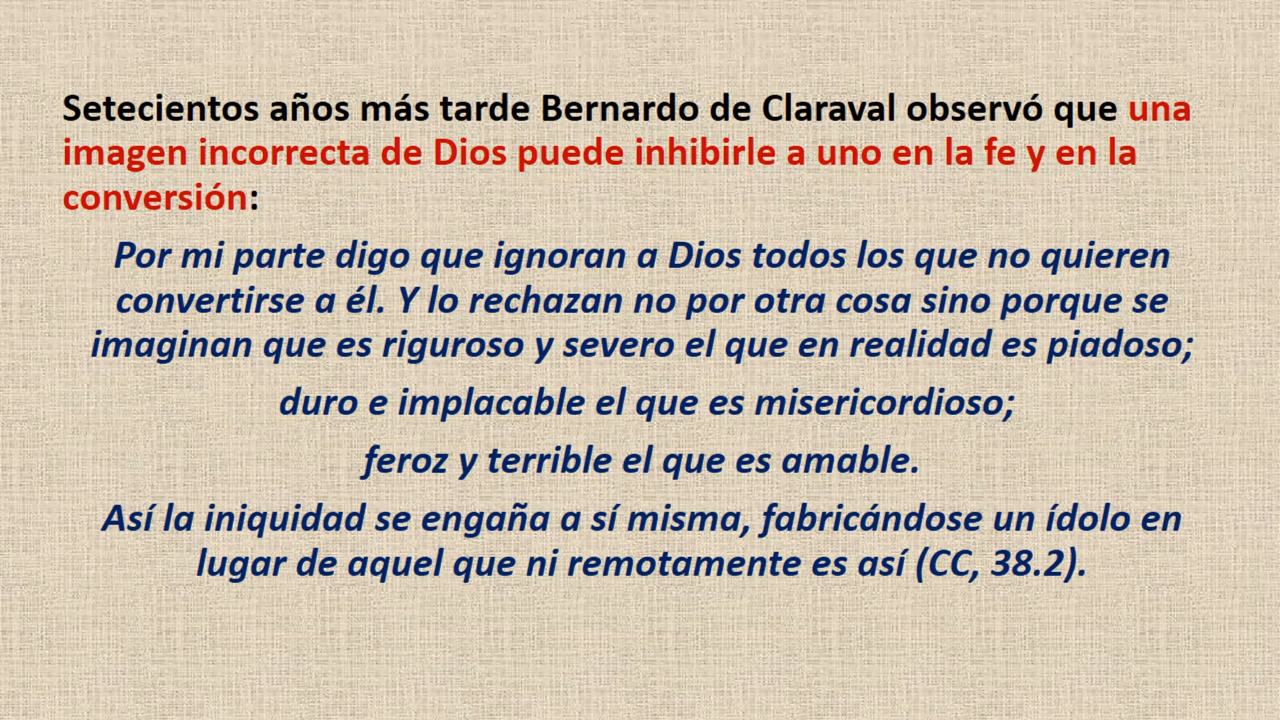 Setecientos años más tarde Bernardo de Claraval observó que una
imagen incorrecta de Dios puede inhibirle a uno en la fe y en la
conversión:
Por mi parte digo que ignoran a Dios todos los que no quieren
convertirse a él. Y lo rechazan no por otra cosa sino porque se
imaginan que es riguroso y severo el que en realidad es piadoso;
duro e implacable el que es misericordioso;
feroz y terrible el que es amable.
Así la iniquidad se engaña a sí misma, fabricándose un ídolo en
lugar de aquel que ni remotamente es así (CC, 38.2).